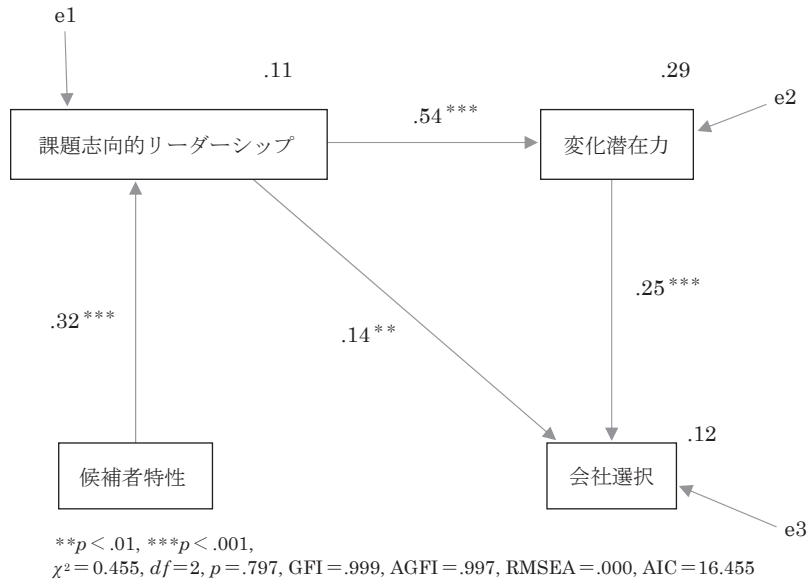 e1
.11
.29
e2
.54***
課題志向的リーダーシップ
変化潜在力
.32***
.14**
.25***
.12
候補者特性
会社選択
e3
**p＜.01, ***p＜.001,
χ²＝0.455, df＝2, p＝.797, GFI＝.999, AGFI＝.997, RMSEA＝.000, AIC＝16.455